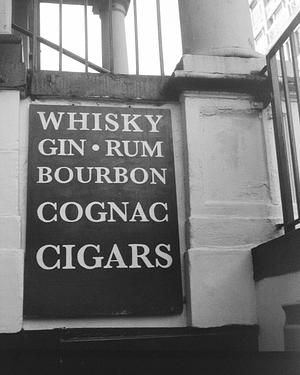 WHISKY
GIN • RUM
BOURBON
COGNAC
CIGARS